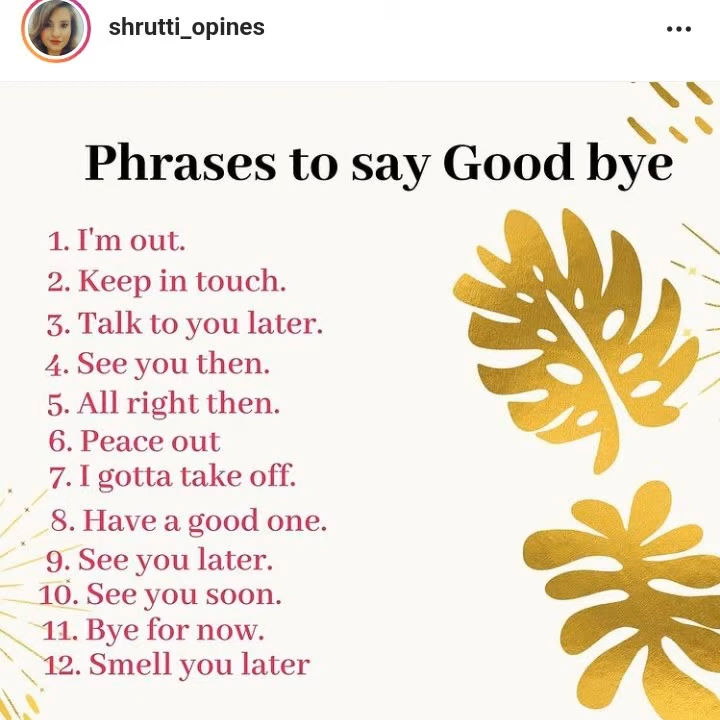 shrutti_opines
Phrases to say Good bye
1. I'm out.
2. Keep in touch.
3. Talk to you later.
4. See you then.
5. All right then.
6. Peace out
7. I gotta take off.
8. Have a good one.
9. See you later.
10. See you soon.
11. Bye for now.
12. Smell you later